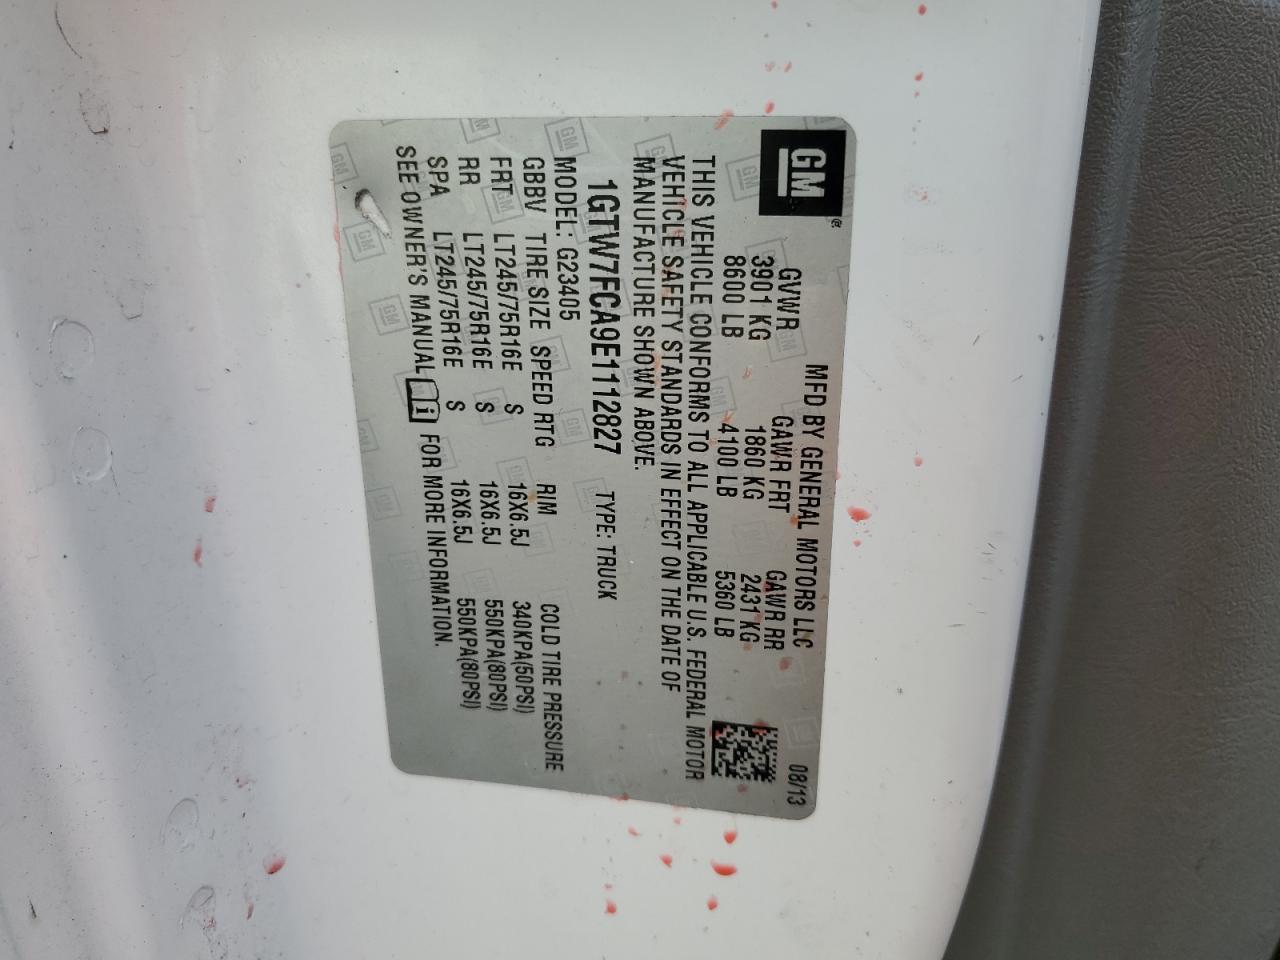 GM®
MFD BY GENERAL MOTORS LLC 08/13
GVWR GAWR FRT GAWR RR
3901 KG 1860 KG 2431 KG
8600 LB 4100 LB 5360 LB
THIS VEHICLE CONFORMS TO ALL APPLICABLE U.S. FEDERAL MOTOR
VEHICLE SAFETY STANDARDS IN EFFECT ON THE DATE OF
MANUFACTURE SHOWN ABOVE.
1GTW7FCA9E1112827 TYPE: TRUCK
MODEL: G23405
GBBV TIRE SIZE SPEED RTG RIM COLD TIRE PRESSURE
FRT LT245/75R16E S 16X6.5J 340KPA(50PSI)
RR LT245/75R16E S 16X6.5J 550KPA(80PSI)
SPA LT245/75R16E S 16X6.5J 550KPA(80PSI)
SEE OWNER'S MANUAL i FOR MORE INFORMATION.